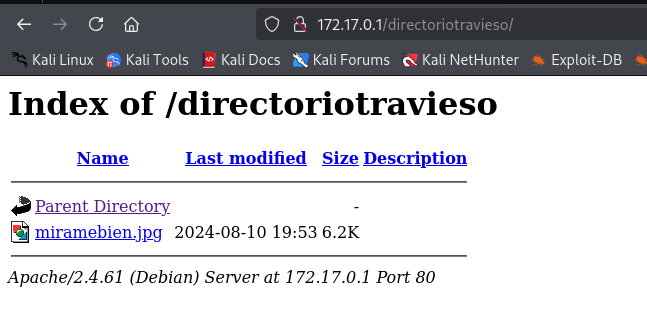 172.17.0.1/directoriotravieso/
Kali Linux Kali Tools Kali Docs Kali Forums Kali NetHunter Exploit-DB
Index of /directoriotravieso
Name Last modified Size Description
Parent Directory -
miramebien.jpg 2024-08-10 19:53 6.2K
Apache/2.4.61 (Debian) Server at 172.17.0.1 Port 80